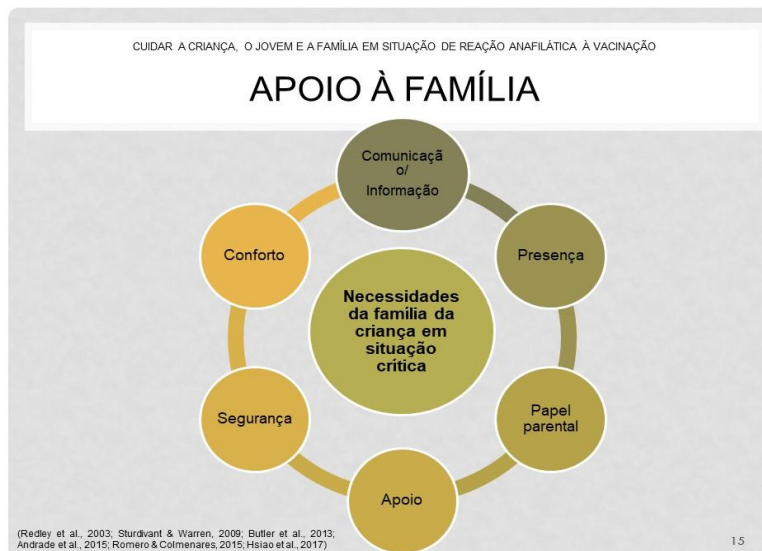 CUIDAR A CRIANÇA, O JOVEM E A FAMÍLIA EM SITUAÇÃO DE REAÇÃO ANAFILÁTICA À VACINAÇÃO
APOIO À FAMÍLIA
Comunicaçã
o/
Informação
Presença
Papel
parental
Apoio
Segurança
Conforto
Necessidades
da família da
criança em
situação
crítica
(Redley et al., 2003; Sturdivant & Warren, 2009; Butler et al., 2013;
Andrade et al., 2015; Romero & Colmenares, 2015; Hsiao et al., 2017)
15